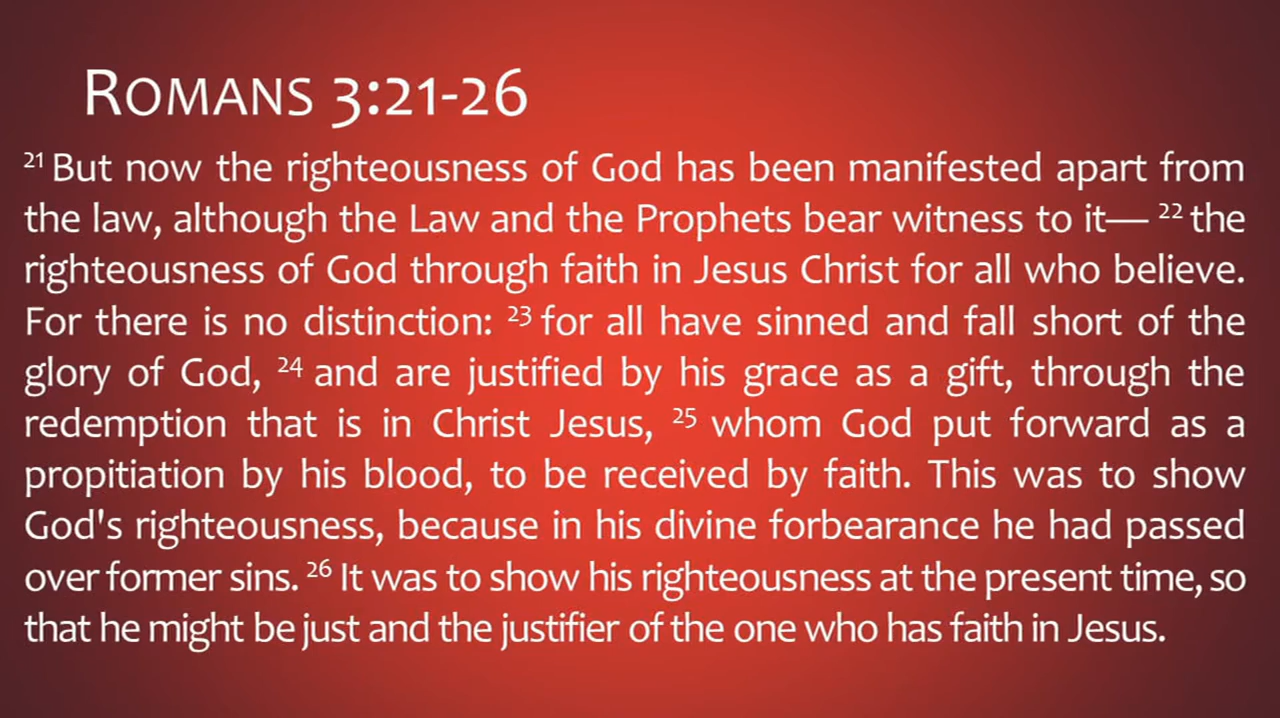 Romans 3:21-26
21 But now the righteousness of God has been manifested apart from
the law, although the Law and the Prophets bear witness to it— 22 the
righteousness of God through faith in Jesus Christ for all who believe.
For there is no distinction: 23 for all have sinned and fall short of the
glory of God, 24 and are justified by his grace as a gift, through the
redemption that is in Christ Jesus, 25 whom God put forward as a
propitiation by his blood, to be received by faith. This was to show
God's righteousness, because in his divine forbearance he had passed
over former sins. 26 It was to show his righteousness at the present time, so
that he might be just and the justifier of the one who has faith in Jesus.